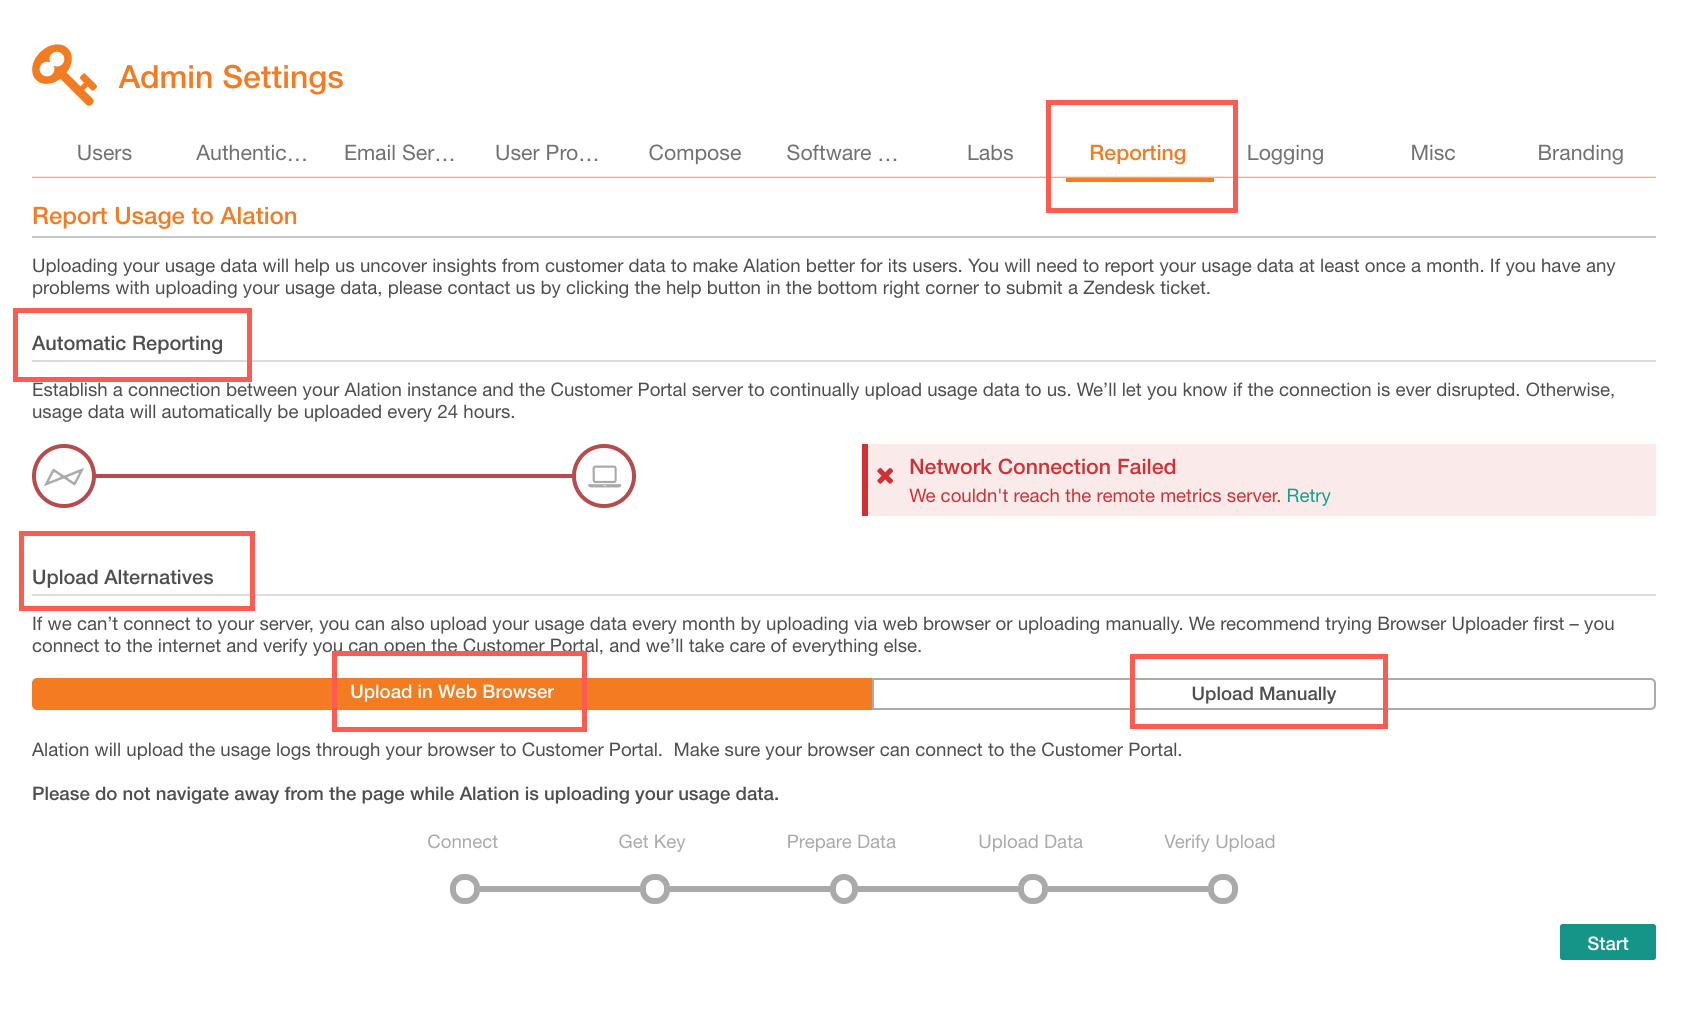 Admin Settings
Users Authentic... Email Ser... User Pro... Compose Software ... Labs Reporting Logging Misc Branding
Report Usage to Alation
Uploading your usage data will help us uncover insights from customer data to make Alation better for its users. You will need to report your usage data at least once a month. If you have any
problems with uploading your usage data, please contact us by clicking the help button in the bottom right corner to submit a Zendesk ticket.
Automatic Reporting
Establish a connection between your Alation instance and the Customer Portal server to continually upload usage data to us. We’ll let you know if the connection is ever disrupted. Otherwise,
usage data will automatically be uploaded every 24 hours.
Network Connection Failed
We couldn't reach the remote metrics server. Retry
Upload Alternatives
If we can’t connect to your server, you can also upload your usage data every month by uploading via web browser or uploading manually. We recommend trying Browser Uploader first – you
connect to the internet and verify you can open the Customer Portal, and we’ll take care of everything else.
Upload in Web Browser Upload Manually
Alation will upload the usage logs through your browser to Customer Portal. Make sure your browser can connect to the Customer Portal.
Please do not navigate away from the page while Alation is uploading your usage data.
Connect Get Key Prepare Data Upload Data Verify Upload
Start